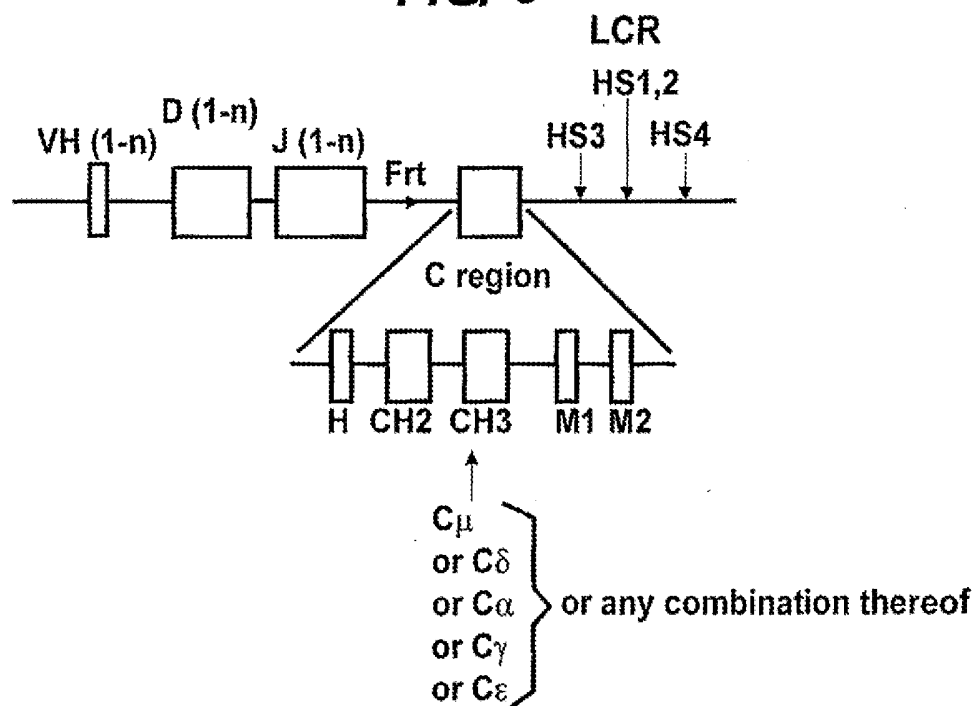 LCR
HS1,2
D (1-n)
VH (1-n)
J (1-n)
HS3
HS4
Frt
C region
H
CH2
CH3
M1
M2
Cμ
or Cδ
or Cα
or any combination thereof
or Cγ
or Cε